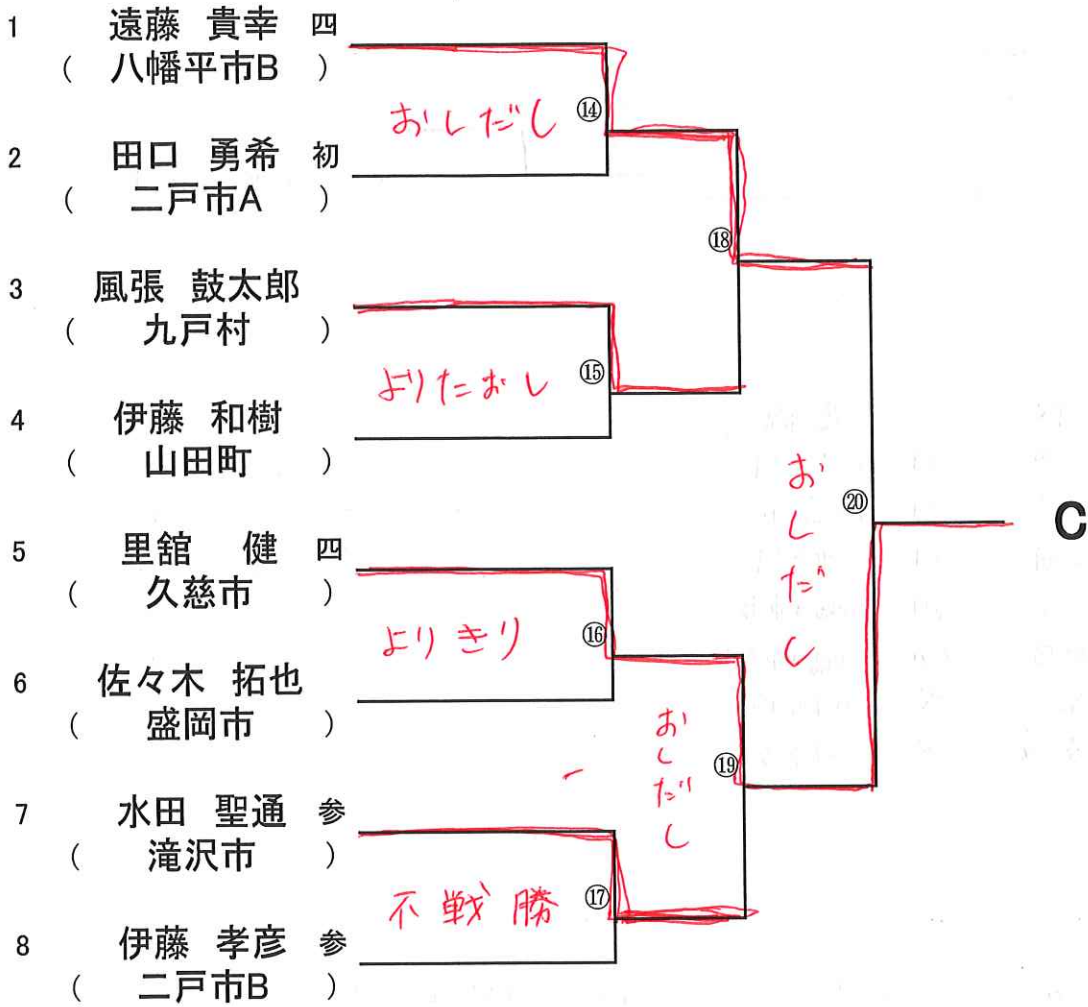 1 遠藤 貴幸 四
( 八幡平市B )
おしだし ⑭
2 田口 勇希 初
( 二戸市A )
⑱
3 風張 鼓太郎
( 九戸村 )
よりたおし ⑮
4 伊藤 和樹
( 山田町 )
おしだし ⑳ C
5 里舘 健 四
( 久慈市 )
よりきり ⑯
6 佐々木 拓也
( 盛岡市 )
おしだし ⑲
7 水田 聖通 参
( 滝沢市 )
不戦勝 ⑰
8 伊藤 孝彦 参
( 二戸市B )